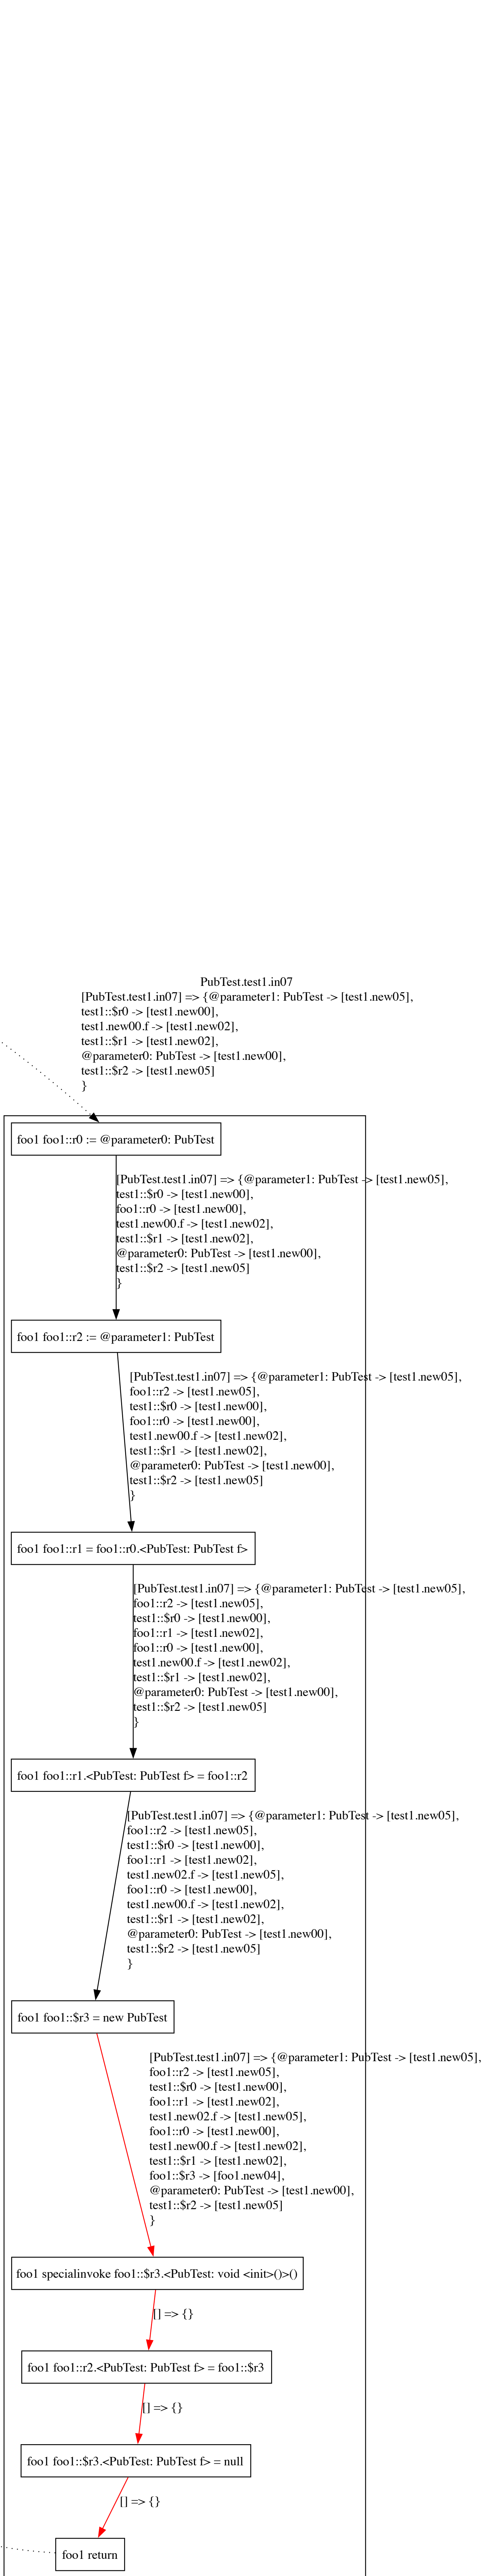 PubTest.test1.in07
[PubTest.test1.in07] => {@parameter1: PubTest -> [test1.new05],
test1::$r0 -> [test1.new00],
test1.new00.f -> [test1.new02],
test1::$r1 -> [test1.new02],
@parameter0: PubTest -> [test1.new00],
test1::$r2 -> [test1.new05]
}
foo1 foo1::r0 := @parameter0: PubTest
[PubTest.test1.in07] => {@parameter1: PubTest -> [test1.new05],
test1::$r0 -> [test1.new00],
foo1::r0 -> [test1.new00],
test1.new00.f -> [test1.new02],
test1::$r1 -> [test1.new02],
@parameter0: PubTest -> [test1.new00],
test1::$r2 -> [test1.new05]
}
foo1 foo1::r2 := @parameter1: PubTest
[PubTest.test1.in07] => {@parameter1: PubTest -> [test1.new05],
foo1::r2 -> [test1.new05],
test1::$r0 -> [test1.new00],
foo1::r0 -> [test1.new00],
test1.new00.f -> [test1.new02],
test1::$r1 -> [test1.new02],
@parameter0: PubTest -> [test1.new00],
test1::$r2 -> [test1.new05]
}
foo1 foo1::r1 = foo1::r0.<PubTest: PubTest f>
[PubTest.test1.in07] => {@parameter1: PubTest -> [test1.new05],
foo1::r2 -> [test1.new05],
test1::$r0 -> [test1.new00],
foo1::r1 -> [test1.new02],
foo1::r0 -> [test1.new00],
test1.new00.f -> [test1.new02],
test1::$r1 -> [test1.new02],
@parameter0: PubTest -> [test1.new00],
test1::$r2 -> [test1.new05]
}
foo1 foo1::r1.<PubTest: PubTest f> = foo1::r2
[PubTest.test1.in07] => {@parameter1: PubTest -> [test1.new05],
foo1::r2 -> [test1.new05],
test1::$r0 -> [test1.new00],
foo1::r1 -> [test1.new02],
test1.new02.f -> [test1.new05],
foo1::r0 -> [test1.new00],
test1.new00.f -> [test1.new02],
test1::$r1 -> [test1.new02],
@parameter0: PubTest -> [test1.new00],
test1::$r2 -> [test1.new05]
}
foo1 foo1::$r3 = new PubTest
[PubTest.test1.in07] => {@parameter1: PubTest -> [test1.new05],
foo1::r2 -> [test1.new05],
test1::$r0 -> [test1.new00],
foo1::r1 -> [test1.new02],
test1.new02.f -> [test1.new05],
foo1::r0 -> [test1.new00],
test1.new00.f -> [test1.new02],
test1::$r1 -> [test1.new02],
foo1::$r3 -> [foo1.new04],
@parameter0: PubTest -> [test1.new00],
test1::$r2 -> [test1.new05]
}
foo1 specialinvoke foo1::$r3.<PubTest: void <init>()>()
[] => {}
foo1 foo1::r2.<PubTest: PubTest f> = foo1::$r3
[] => {}
foo1 foo1::$r3.<PubTest: PubTest f> = null
[] => {}
foo1 return